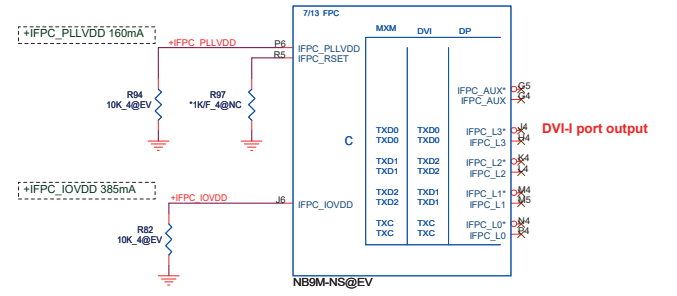 7/13 FPC
MXM DVI DP
+IFPC_PLLVDD 160mA
+IFPC_PLLVDD
P6
IFPC_PLLVDD
R5
IFPC_RSET
R94
10K_4@EV
R97
*1K/F_4@NC
IFPC_AUX* G5
IFPC_AUX G4
DVI-I port output
C
TXD0 TXD0 IFPC_L3* J4
TXD0 TXD0 IFPC_L3 H4
TXD1 TXD2 IFPC_L2* K4
TXD1 TXD2 IFPC_L2 L4
+IFPC_IOVDD 385mA
+IFPC_IOVDD
J6
IFPC_IOVDD
TXD2 TXD1 IFPC_L1* M4
TXD2 TXD1 IFPC_L1 M5
TXC TXC IFPC_L0* N4
TXC TXC IFPC_L0 P4
R82
10K_4@EV
NB9M-NS@EV